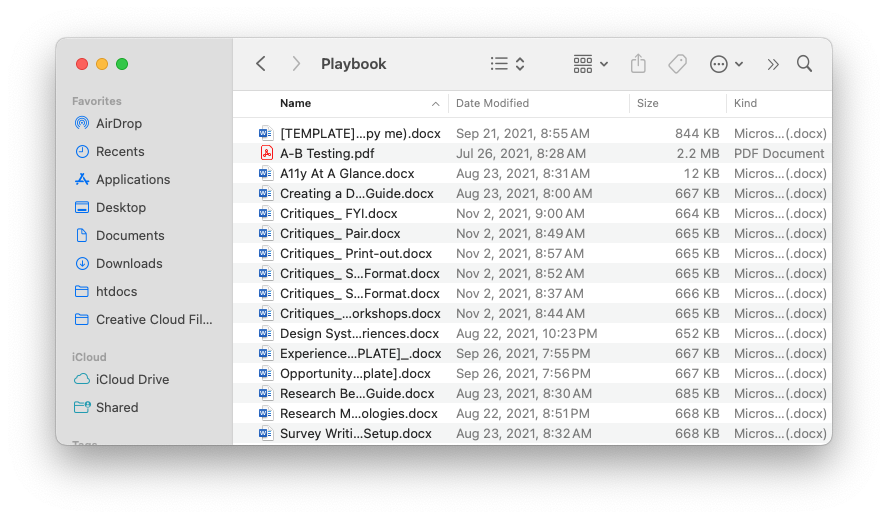 Playbook
Favorites
AirDrop
Recents
Applications
Desktop
Documents
Downloads
htdocs
Creative Cloud Fil...
iCloud
iCloud Drive
Shared
Tags
Name Date Modified Size Kind
[TEMPLATE]...py me).docx Sep 21, 2021, 8:55 AM 844 KB Micros...(.docx)
A-B Testing.pdf Jul 26, 2021, 8:28 AM 2.2 MB PDF Document
A11y At A Glance.docx Aug 23, 2021, 8:31 AM 12 KB Micros...(.docx)
Creating a D...Guide.docx Aug 23, 2021, 8:00 AM 667 KB Micros...(.docx)
Critiques_ FYI.docx Nov 2, 2021, 9:00 AM 664 KB Micros...(.docx)
Critiques_ Pair.docx Nov 2, 2021, 8:49 AM 665 KB Micros...(.docx)
Critiques_ Print-out.docx Nov 2, 2021, 8:57 AM 665 KB Micros...(.docx)
Critiques_ S...Format.docx Nov 2, 2021, 8:52 AM 665 KB Micros...(.docx)
Critiques_ S...Format.docx Nov 2, 2021, 8:37 AM 666 KB Micros...(.docx)
Critiques_...orkshops.docx Nov 2, 2021, 8:44 AM 665 KB Micros...(.docx)
Design Syst...riences.docx Aug 22, 2021, 10:23 PM 652 KB Micros...(.docx)
Experience...PLATE]_.docx Sep 26, 2021, 7:55 PM 667 KB Micros...(.docx)
Opportunity...plate].docx Sep 26, 2021, 7:56 PM 667 KB Micros...(.docx)
Research Be...Guide.docx Aug 23, 2021, 8:30 AM 685 KB Micros...(.docx)
Research M...ologies.docx Aug 22, 2021, 8:51 PM 668 KB Micros...(.docx)
Survey Writi...Setup.docx Aug 23, 2021, 8:32 AM 668 KB Micros...(.docx)